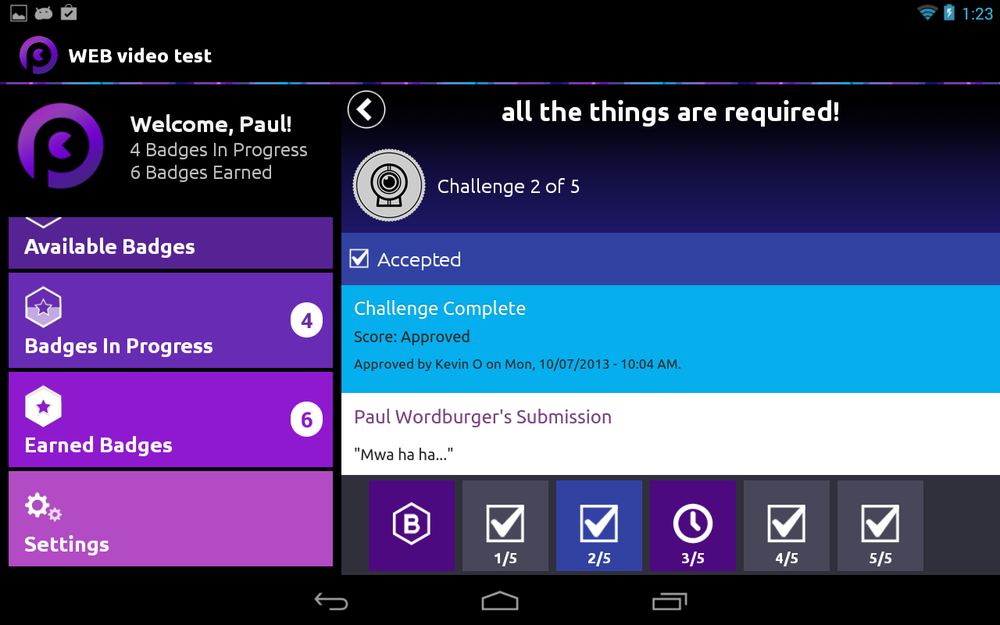 1:23
WEB video test
Welcome, Paul!
4 Badges In Progress
6 Badges Earned
Available Badges
4
Badges In Progress
6
Earned Badges
Settings
all the things are required!
Challenge 2 of 5
Accepted
Challenge Complete
Score: Approved
Approved by Kevin O on Mon, 10/07/2013 - 10:04 AM.
Paul Wordburger's Submission
"Mwa ha ha..."
B
1/5
2/5
3/5
4/5
5/5